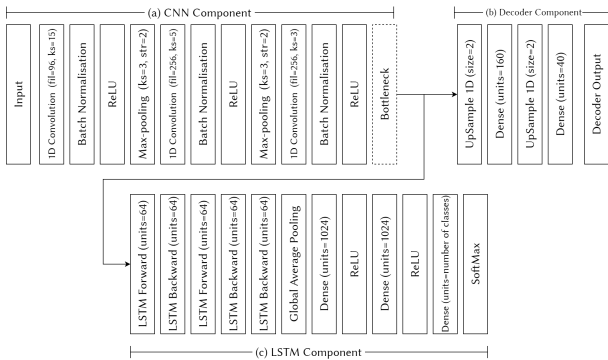 (a) CNN Component
(b) Decoder Component
Input
1D Convolution (fil=96, ks=15)
Batch Normalisation
ReLU
Max-pooling (ks=3, str=2)
1D Convolution (fil=256, ks=5)
Batch Normalisation
ReLU
Max-pooling (ks=3, str=2)
1D Convolution (fil=256, ks=3)
Batch Normalisation
ReLU
Bottleneck
UpSample 1D (size=2)
Dense (units=160)
UpSample 1D (size=2)
Dense (units=40)
Decoder Output
LSTM Forward (units=64)
LSTM Backward (units=64)
LSTM Forward (units=64)
LSTM Backward (units=64)
LSTM Backward (units=64)
Global Average Pooling
Dense (units=1024)
ReLU
Dense (units=1024)
ReLU
Dense (units=number of classes)
SoftMax
(c) LSTM Component